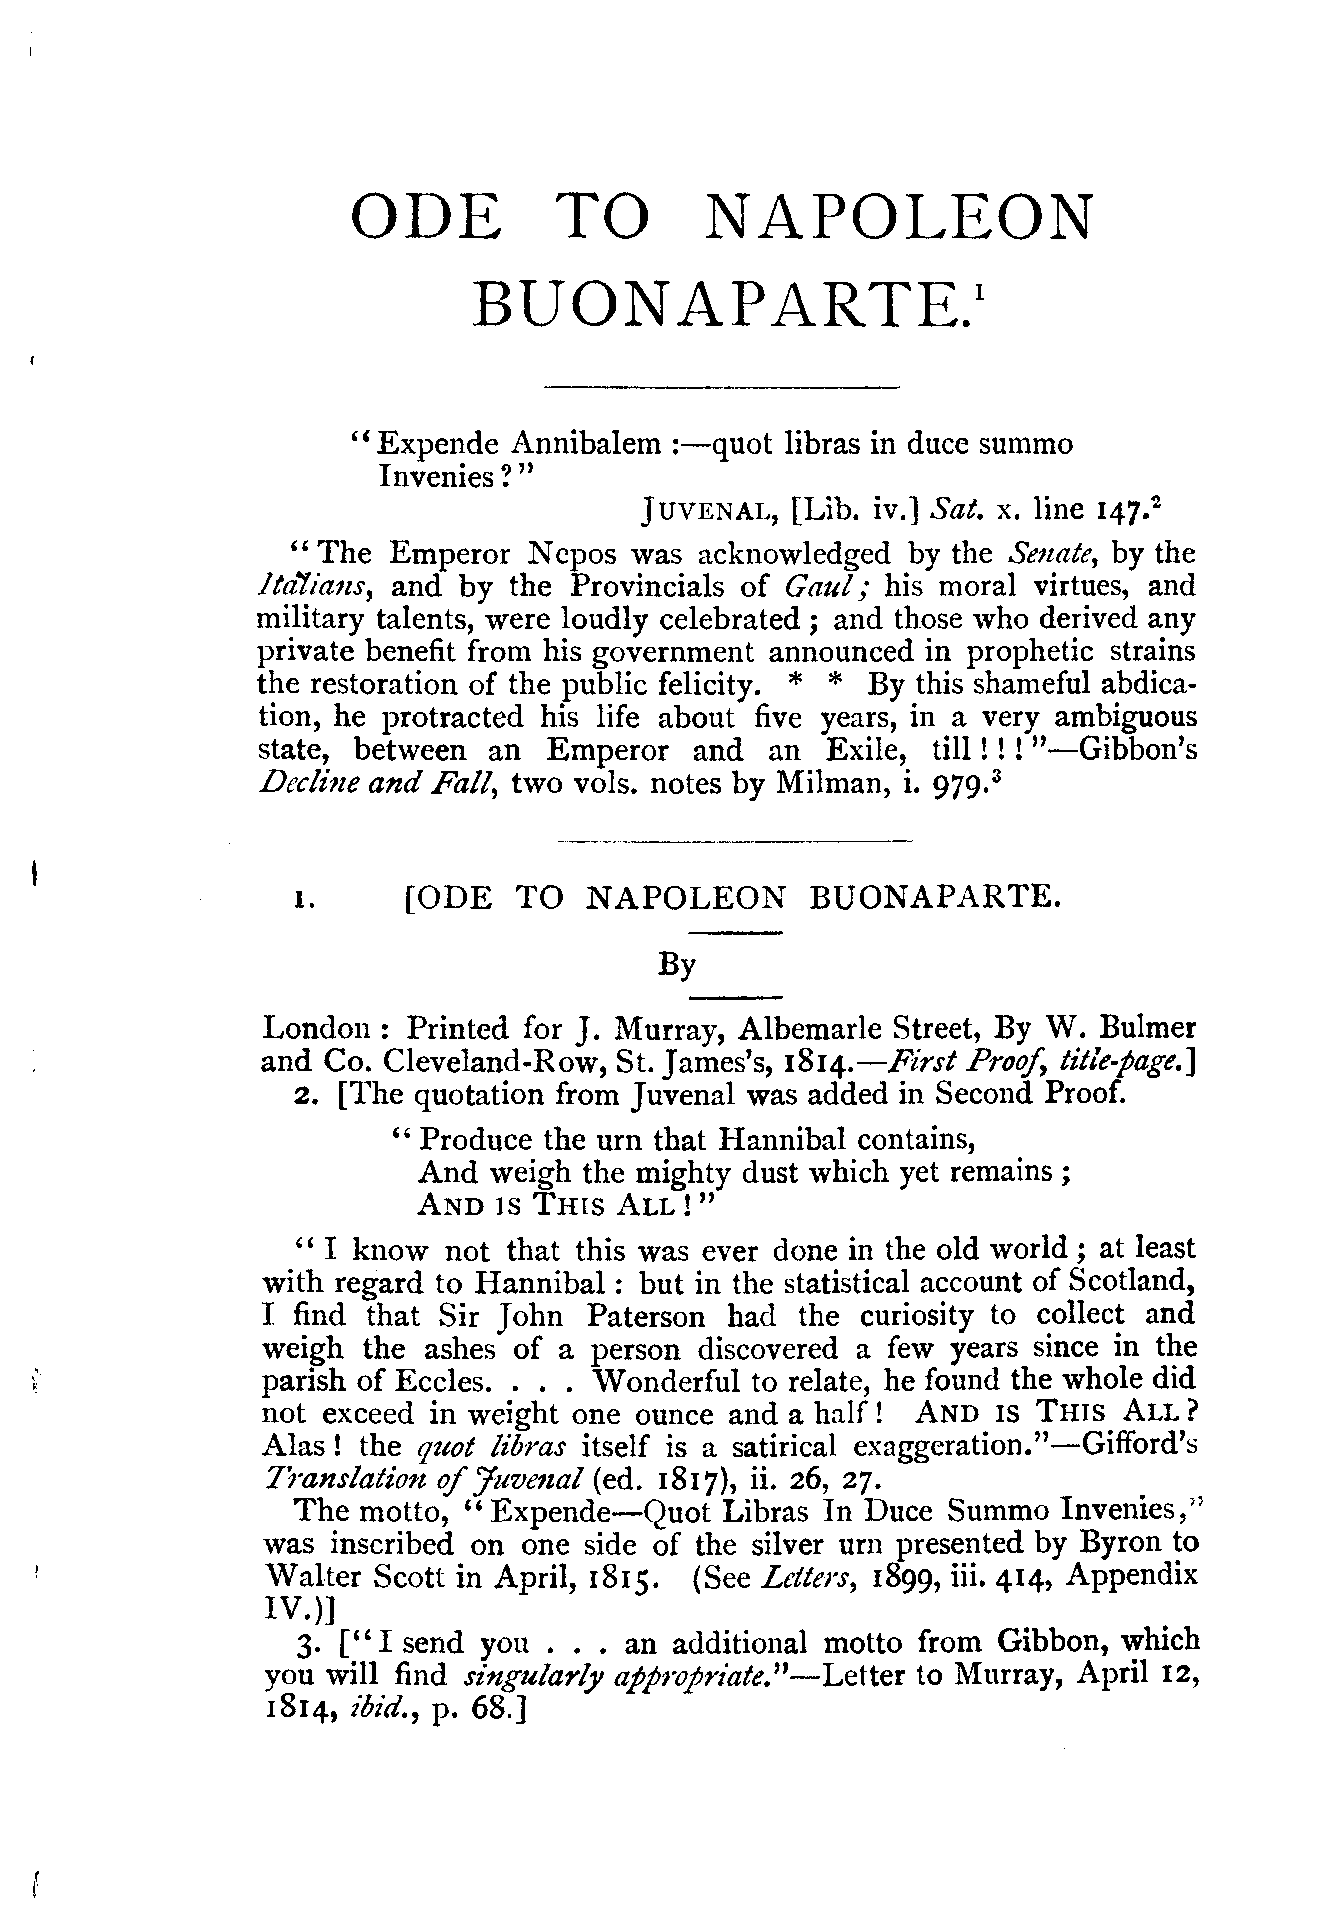 ODE TO NAPOLEON
BUONAPARTE.¹
"Expende Annibalem :—quot libras in duce summo
Invenies?"
JUVENAL, [Lib. iv.] Sat. x. line 147.²
"The Emperor Nepos was acknowledged by the Senate, by the
Italians, and by the Provincials of Gaul; his moral virtues, and
military talents, were loudly celebrated; and those who derived any
private benefit from his government announced in prophetic strains
the restoration of the public felicity. * * By this shameful abdica-
tion, he protracted his life about five years, in a very ambiguous
state, between an Emperor and an Exile, till!!!"—Gibbon's
Decline and Fall, two vols. notes by Milman, i. 979.³
1. [ODE TO NAPOLEON BUONAPARTE.
By
London: Printed for J. Murray, Albemarle Street, By W. Bulmer
and Co. Cleveland-Row, St. James's, 1814.—First Proof, title-page.]
2. [The quotation from Juvenal was added in Second Proof.
"Produce the urn that Hannibal contains,
And weigh the mighty dust which yet remains;
AND IS THIS ALL!"
"I know not that this was ever done in the old world; at least
with regard to Hannibal: but in the statistical account of Scotland,
I find that Sir John Paterson had the curiosity to collect and
weigh the ashes of a person discovered a few years since in the
parish of Eccles. . . . Wonderful to relate, he found the whole did
not exceed in weight one ounce and a half! AND IS THIS ALL?
Alas! the quot libras itself is a satirical exaggeration."—Gifford's
Translation of Juvenal (ed. 1817), ii. 26, 27.
The motto, "Expende—Quot Libras In Duce Summo Invenies,"
was inscribed on one side of the silver urn presented by Byron to
Walter Scott in April, 1815. (See Letters, 1899, iii. 414, Appendix
IV.)]
3. ["I send you . . . an additional motto from Gibbon, which
you will find singularly appropriate."—Letter to Murray, April 12,
1814, ibid., p. 68.]